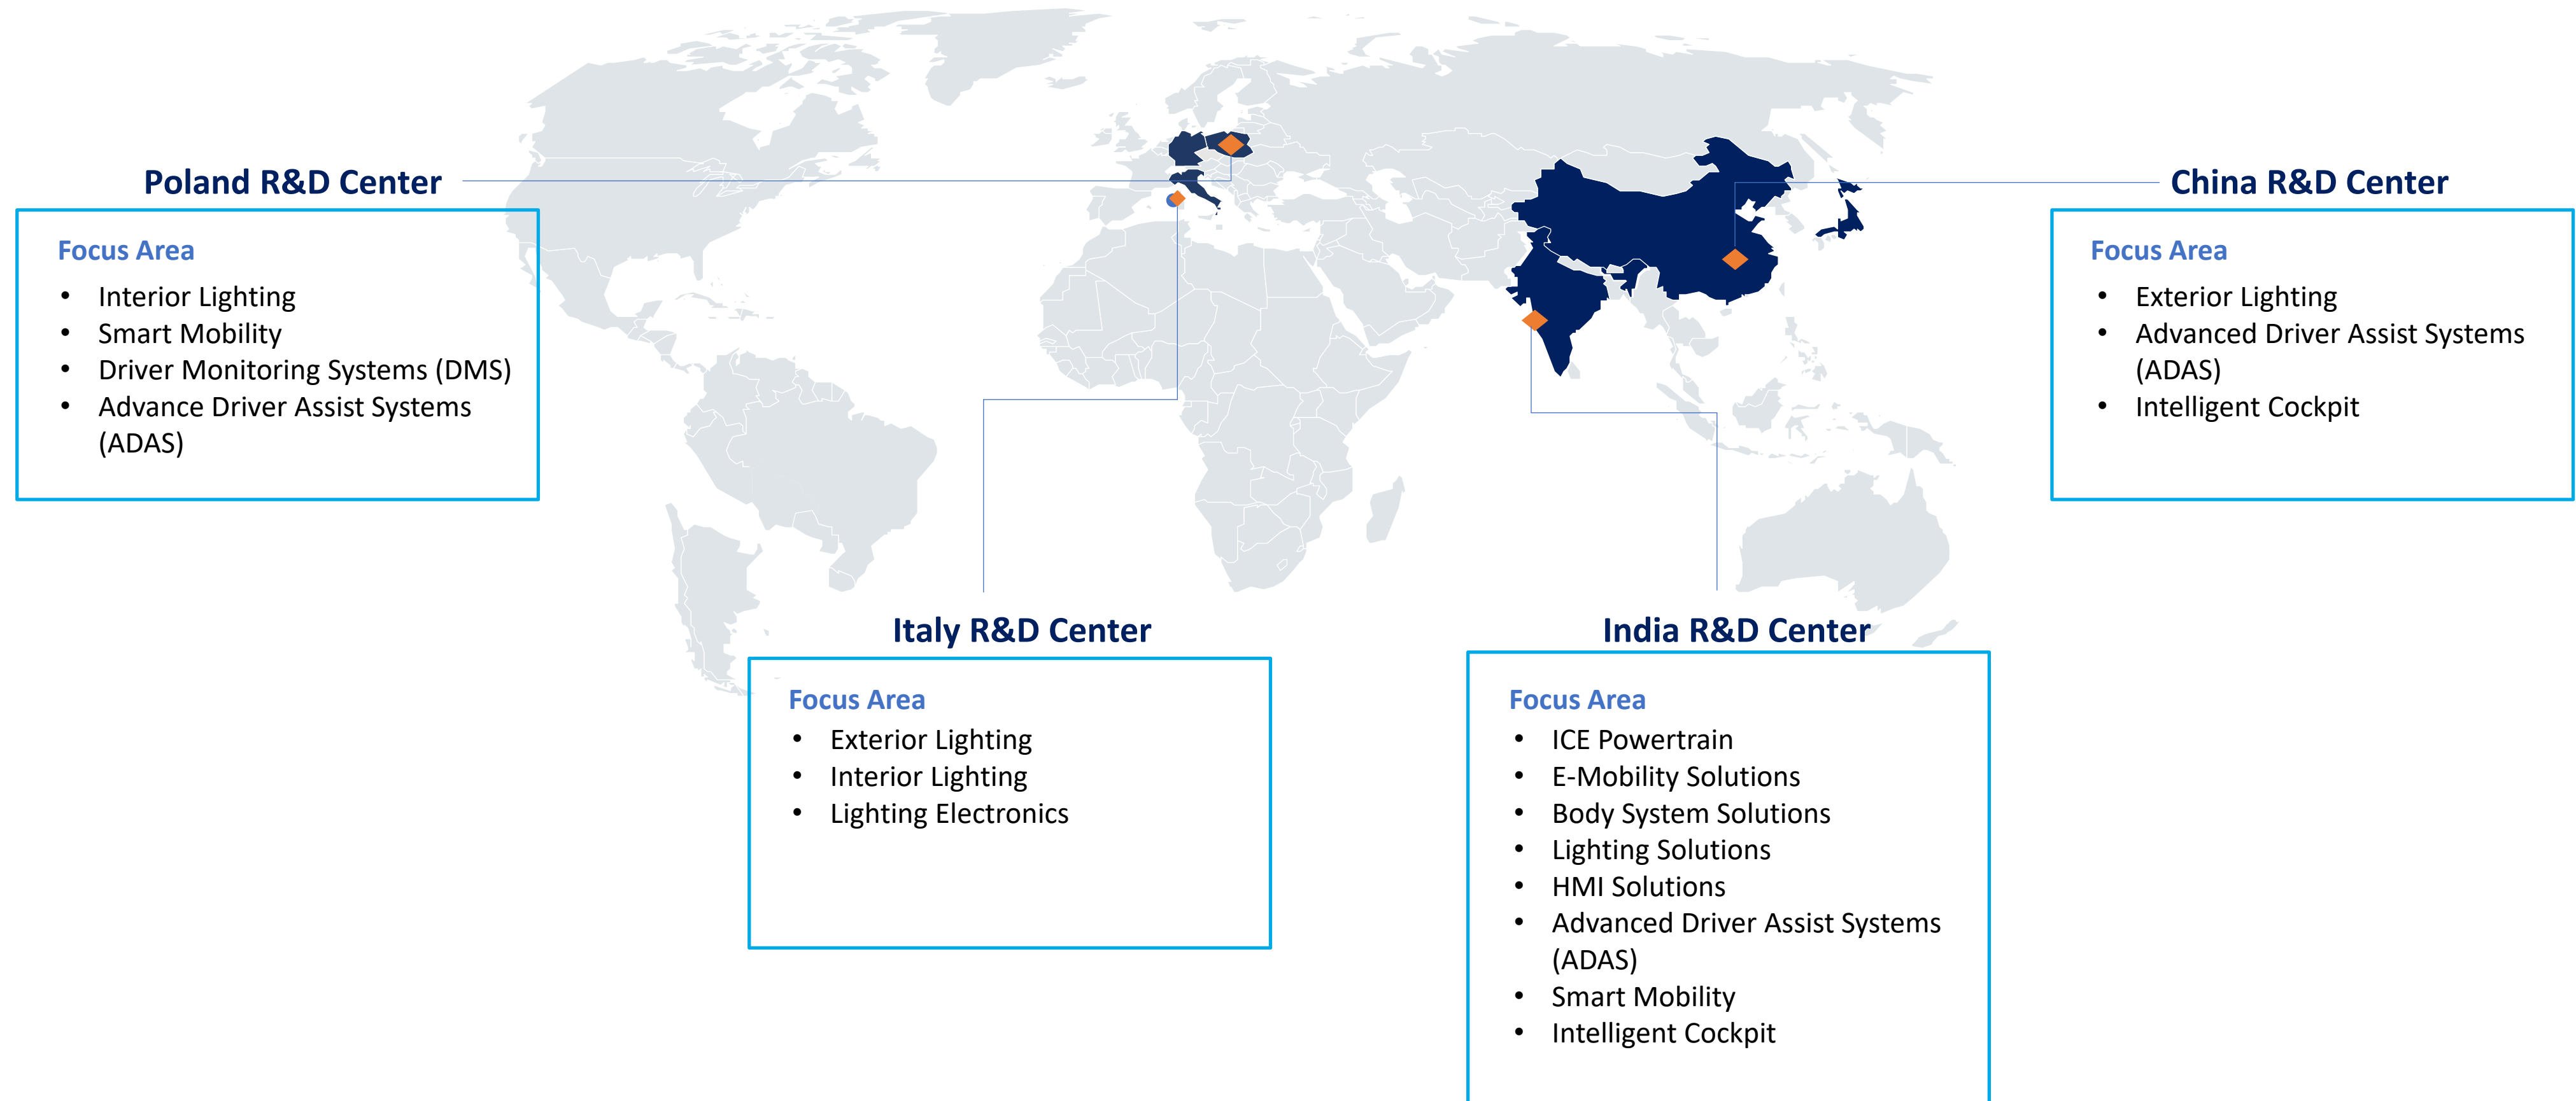 Poland R&D Center
Focus Area
• Interior Lighting
• Smart Mobility
• Driver Monitoring Systems (DMS)
• Advance Driver Assist Systems
(ADAS)
China R&D Center
Focus Area
• Exterior Lighting
• Advanced Driver Assist Systems
(ADAS)
• Intelligent Cockpit
Italy R&D Center
Focus Area
• Exterior Lighting
• Interior Lighting
• Lighting Electronics
India R&D Center
Focus Area
• ICE Powertrain
• E-Mobility Solutions
• Body System Solutions
• Lighting Solutions
• HMI Solutions
• Advanced Driver Assist Systems
(ADAS)
• Smart Mobility
• Intelligent Cockpit